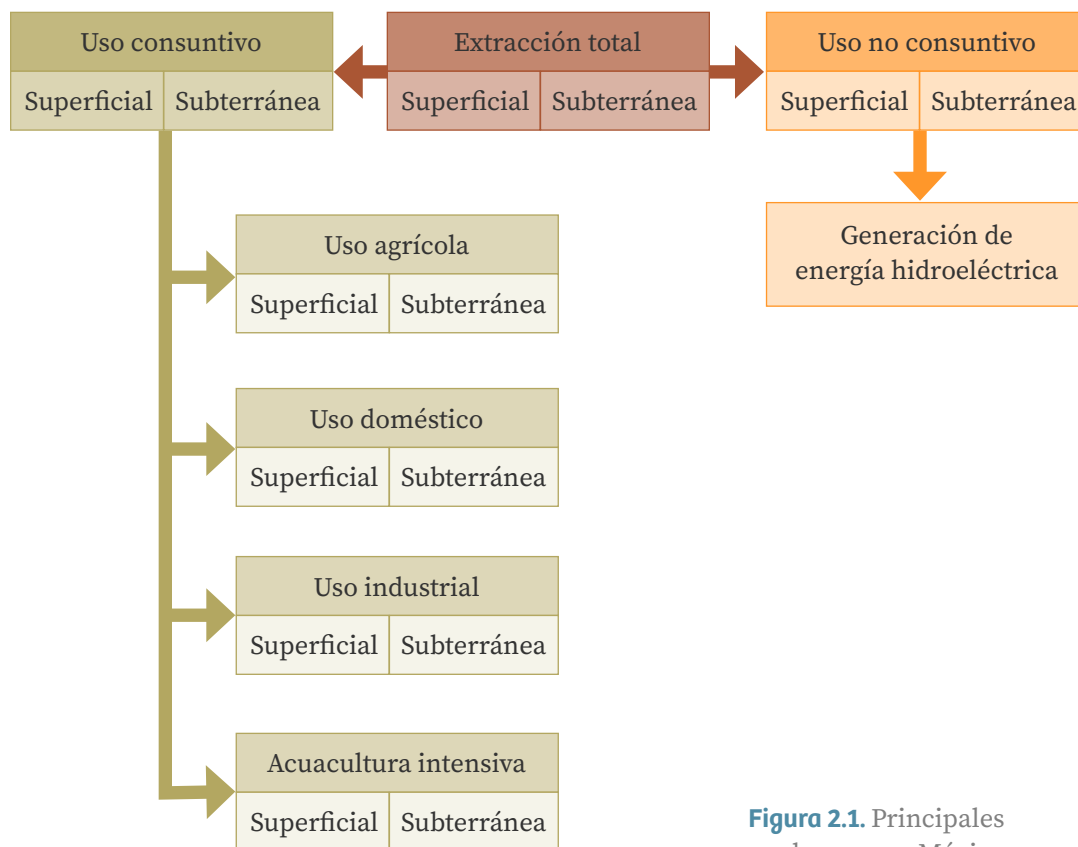 Uso consuntivo
Superficial Subterránea
Extracción total
Superficial Subterránea
Uso no consuntivo
Superficial Subterránea
Generación de
energía hidroeléctrica
Uso agrícola
Superficial Subterránea
Uso doméstico
Superficial Subterránea
Uso industrial
Superficial Subterránea
Acuacultura intensiva
Superficial Subterránea
Figura 2.1. Principales